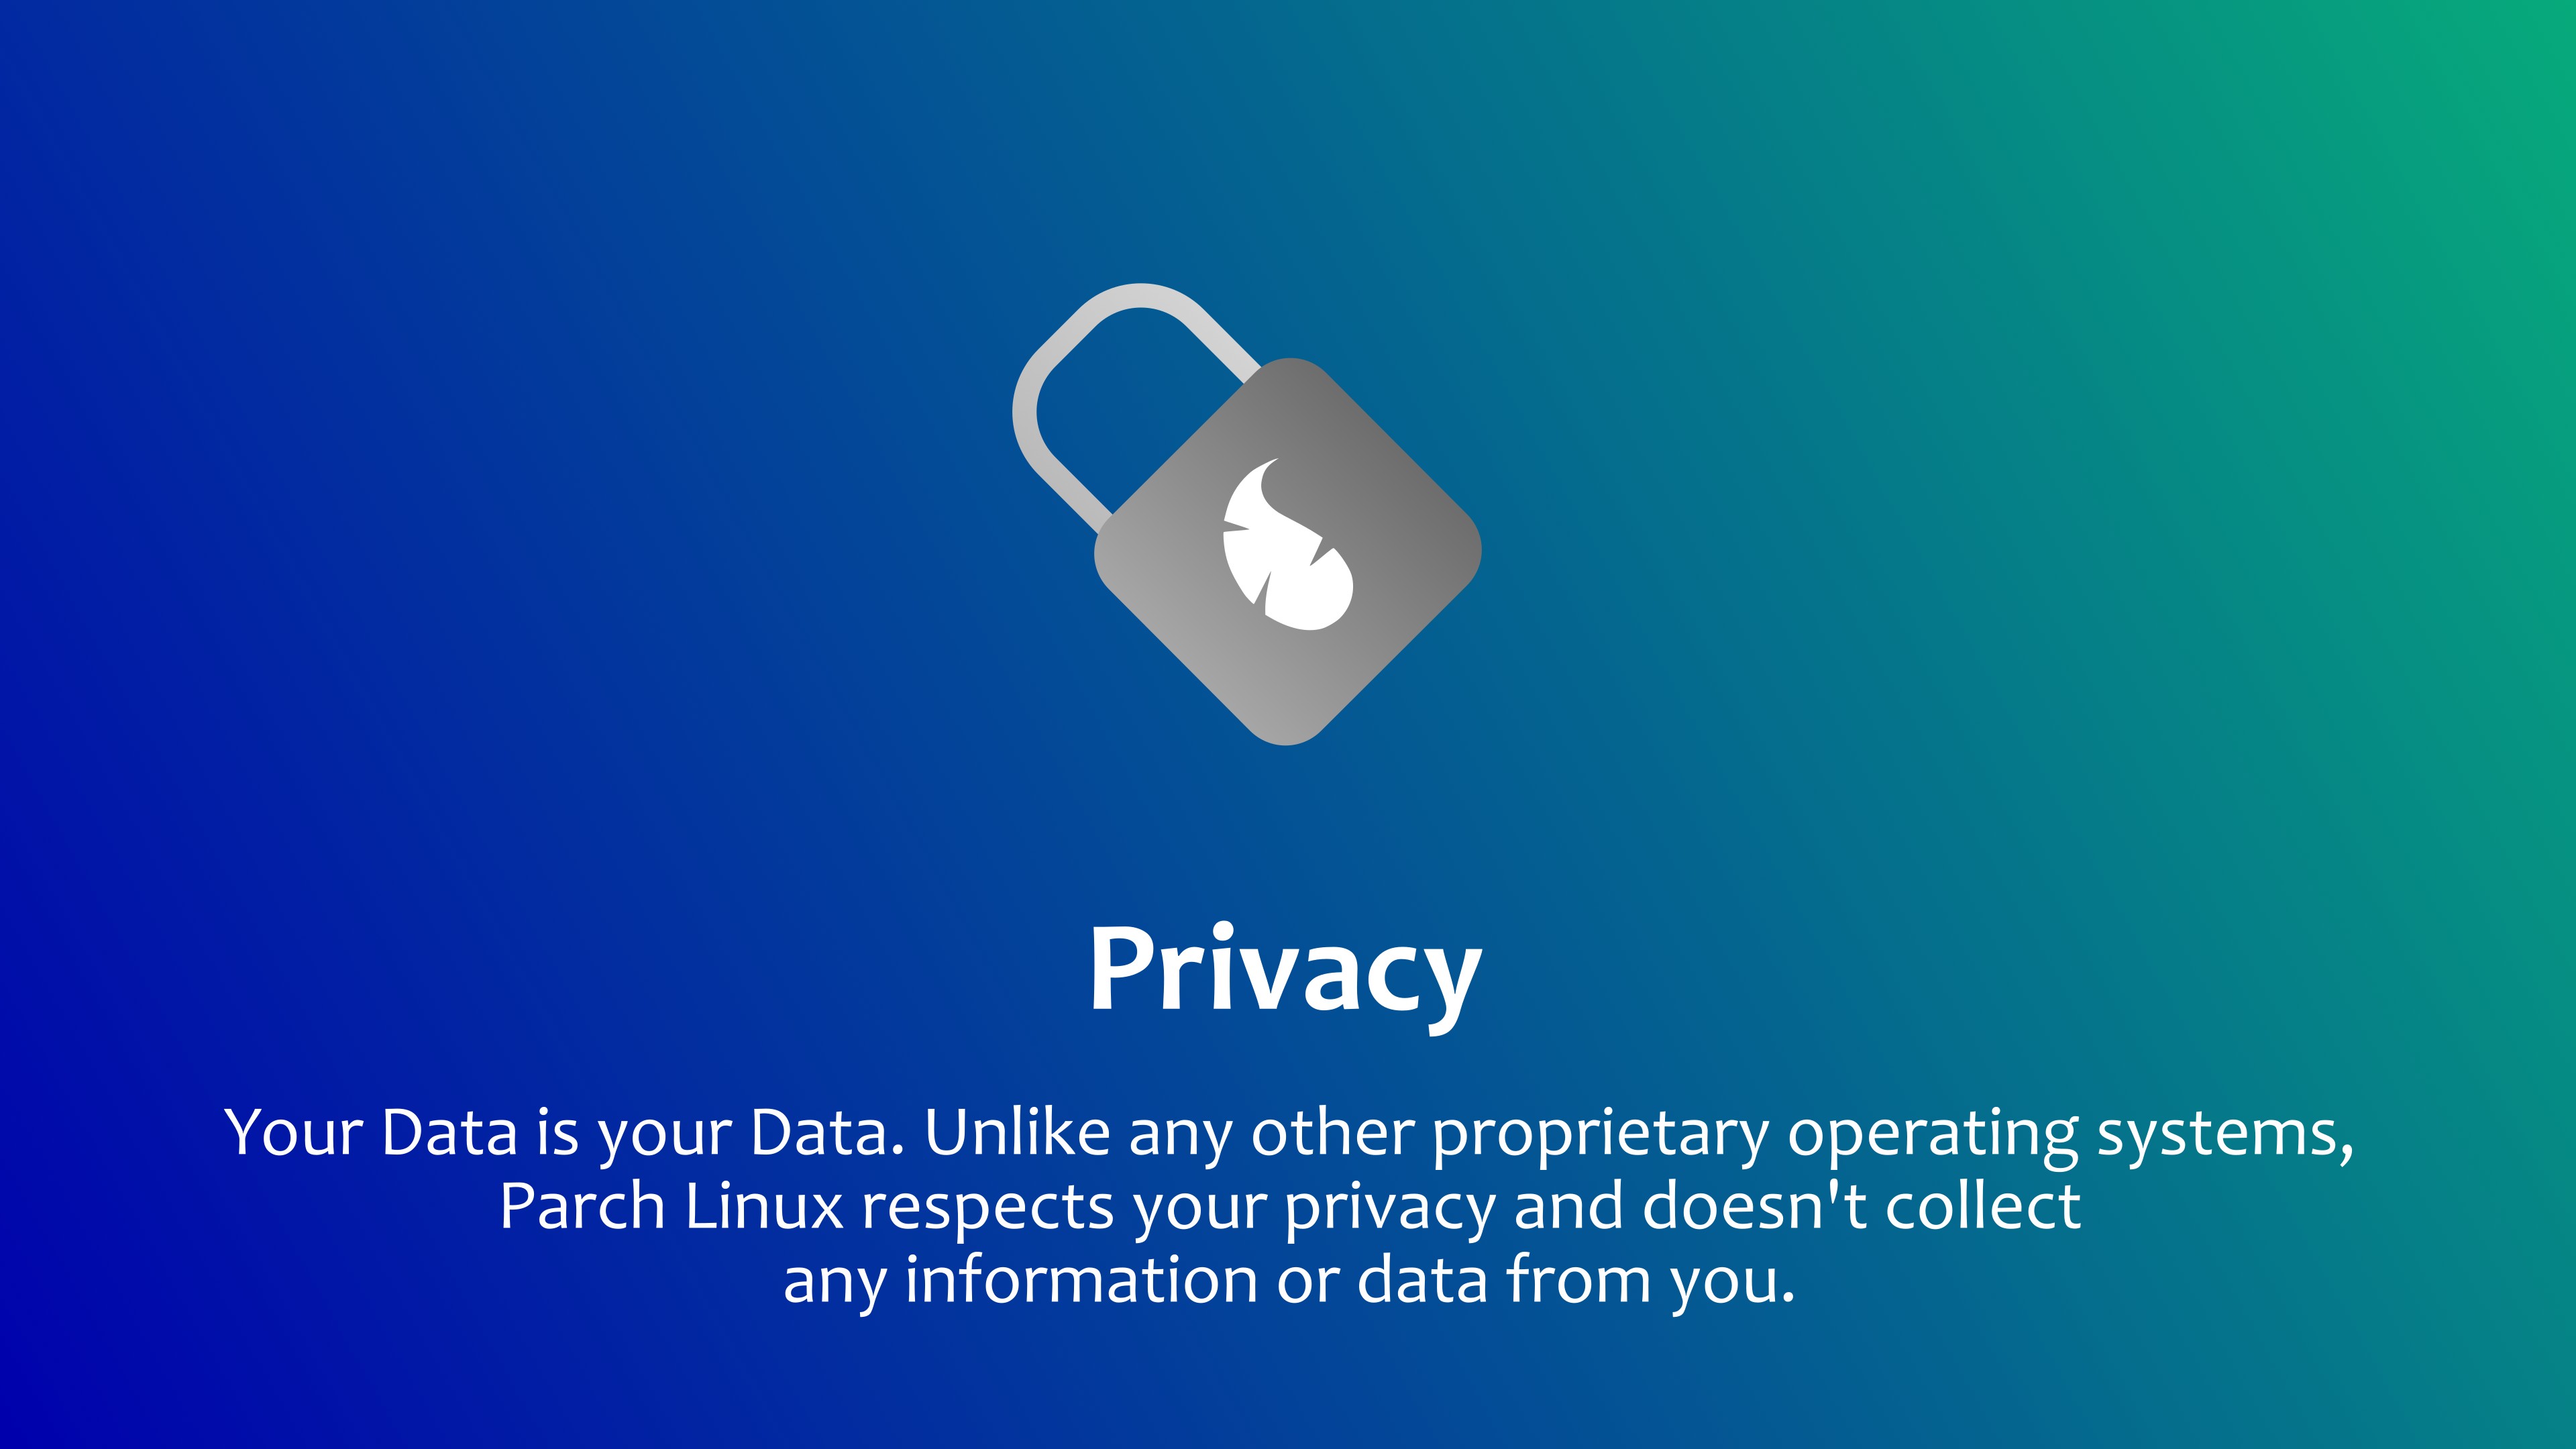 Privacy
Your Data is your Data. Unlike any other proprietary operating systems,
Parch Linux respects your privacy and doesn't collect
any information or data from you.